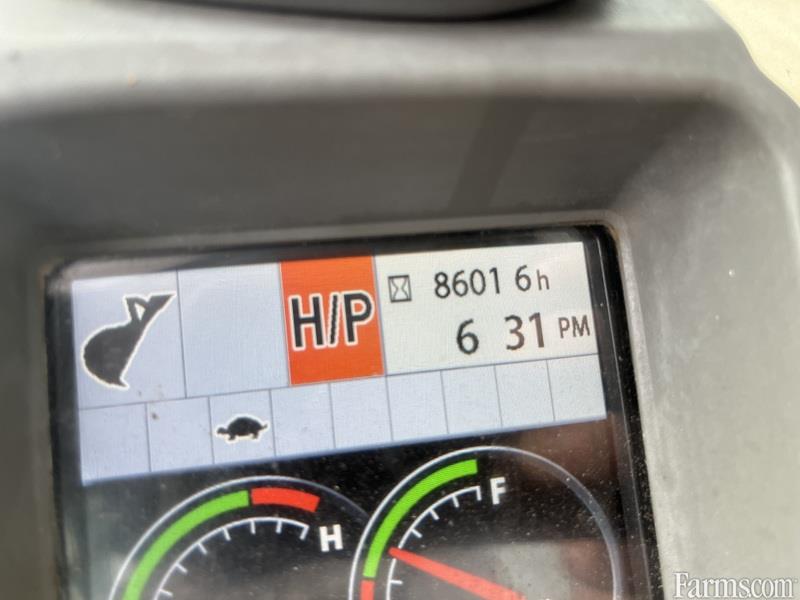 H/P
8601 6h
6 31 PM
H
F
Farms.com